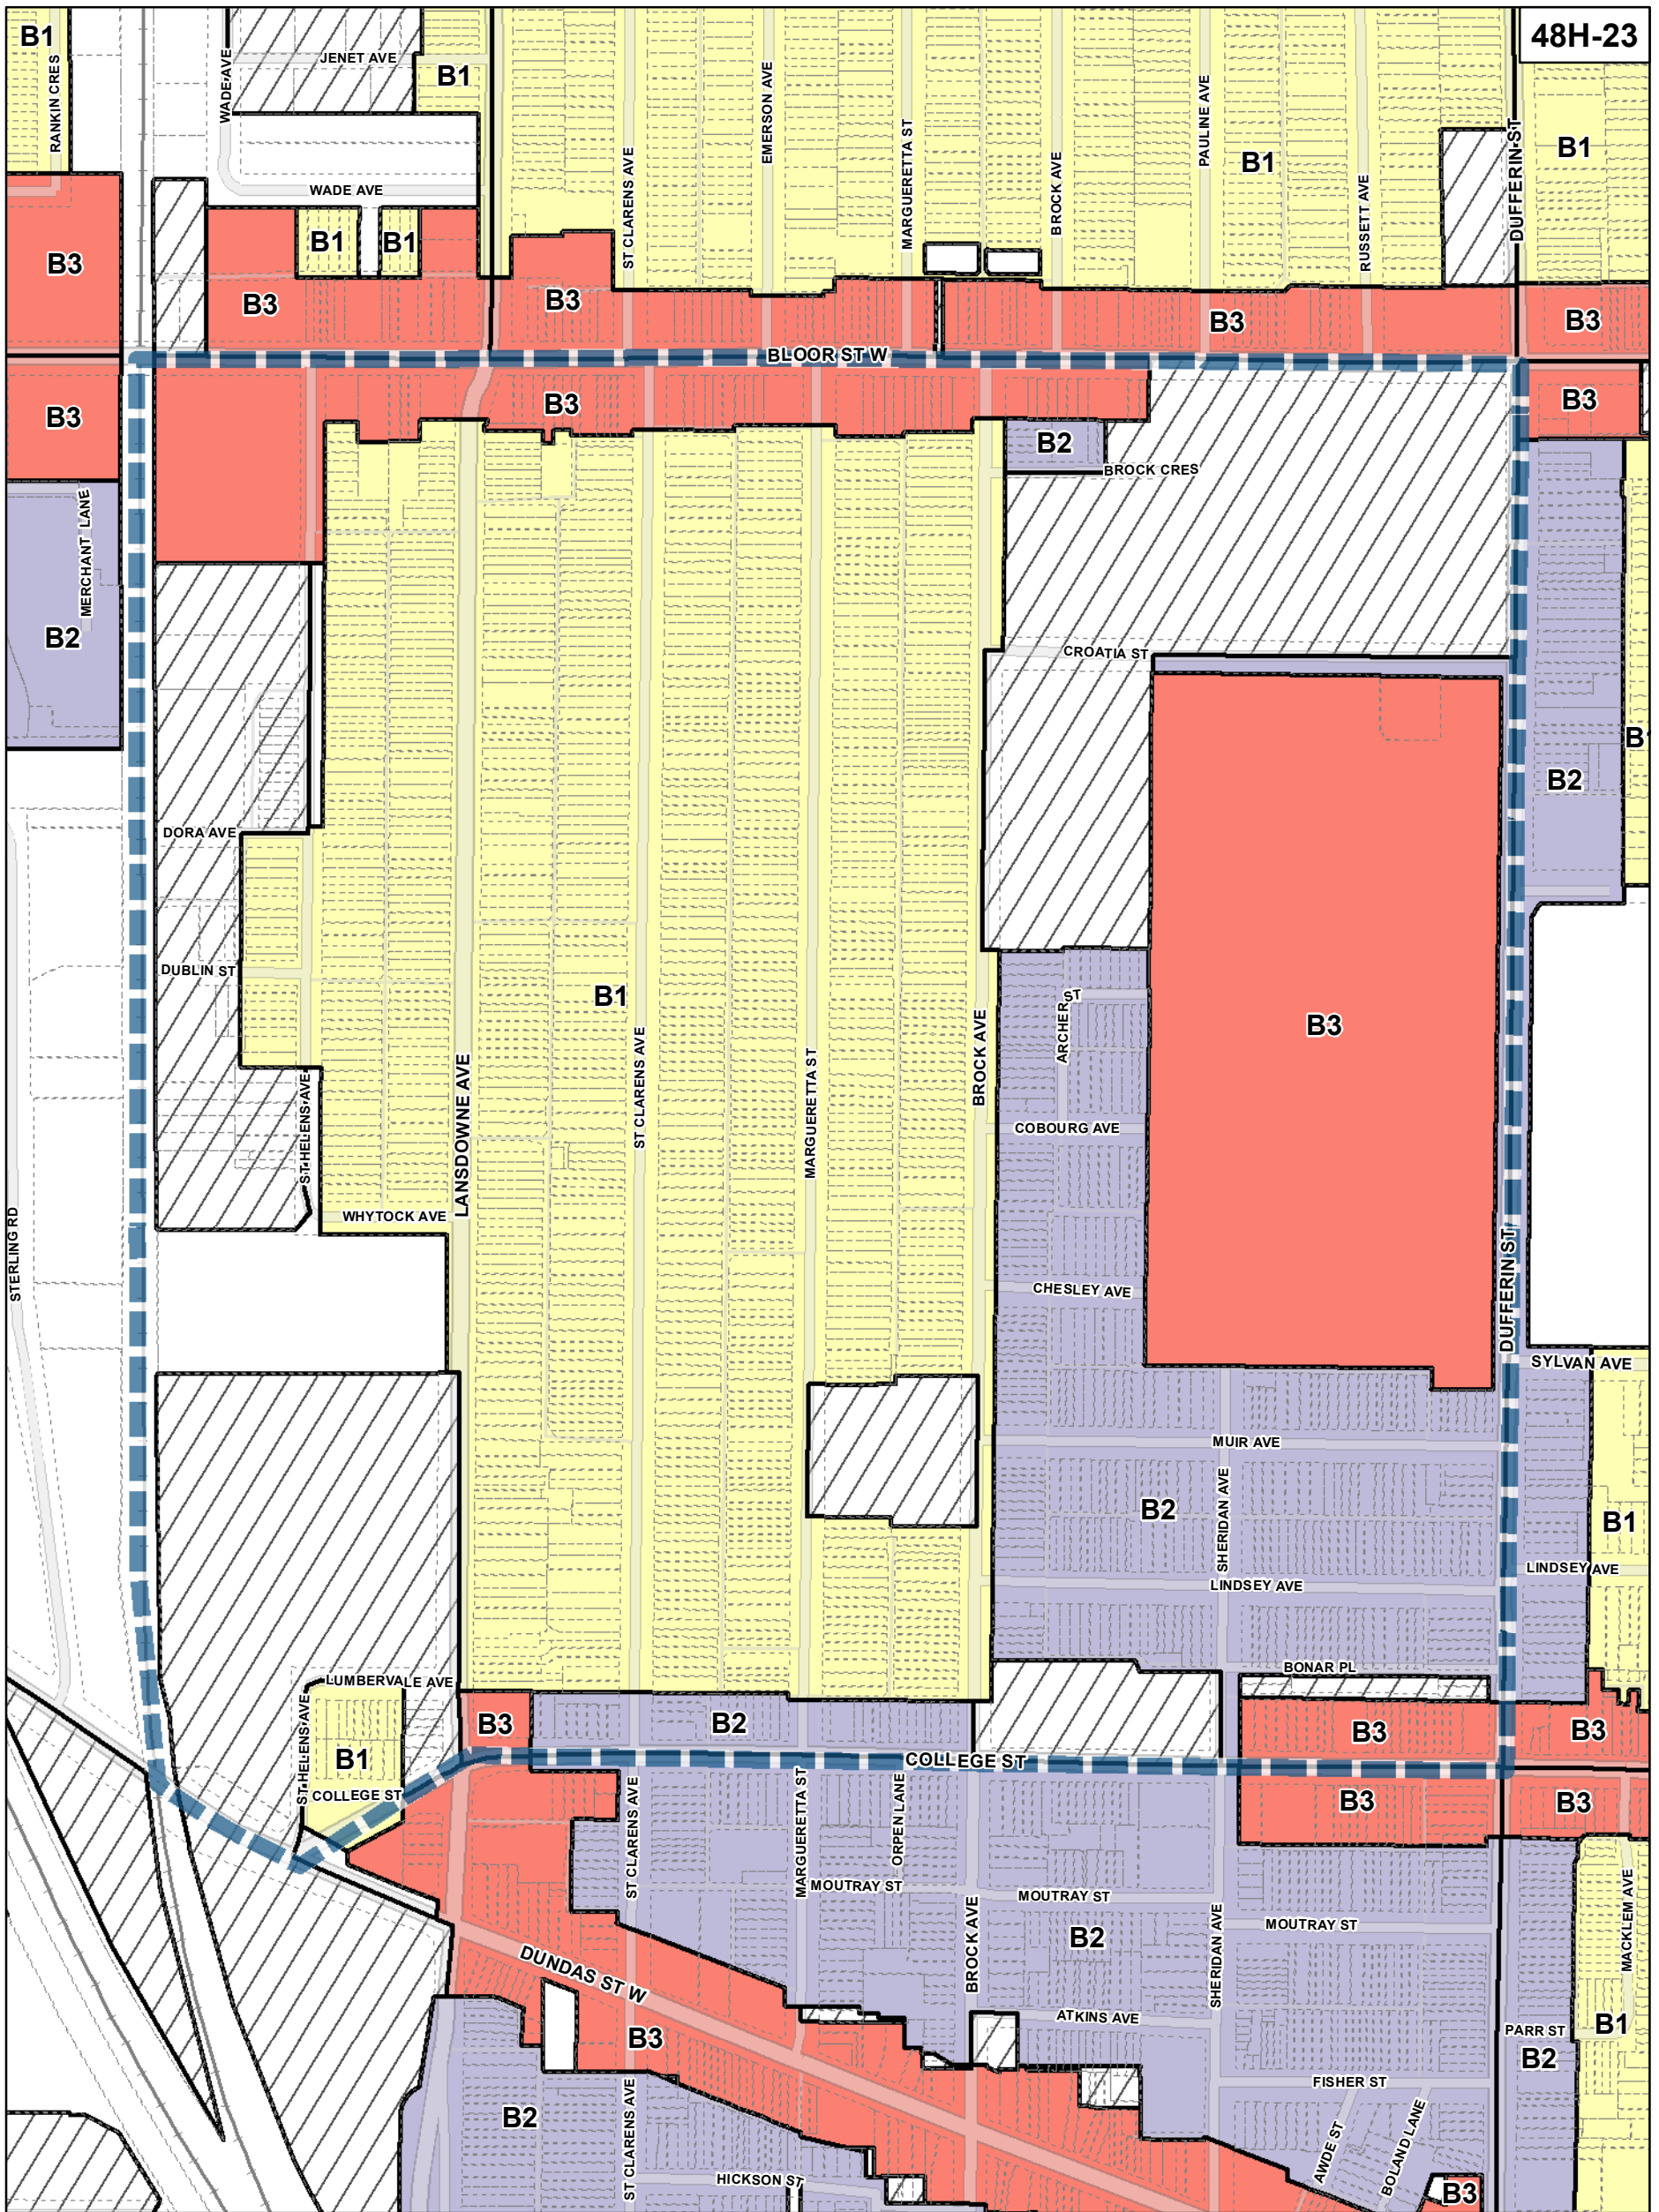 B1
48H-23
RANKIN CRES
WADE AVE
JENET AVE
B1
EMERSON AVE
PAULINE AVE
DUFFERIN ST
B1
MARGUERETTA ST
ST CLARENS AVE
BROCK AVE
B1
RUSSETT AVE
WADE AVE
B1
B1
B3
B3
B3
B3
B3
BLOOR ST W
B3
B3
B3
B2
BROCK CRES
MERCHANT LANE
B2
CROATIA ST
B
B2
DORA AVE
DUBLIN ST
B1
ARCHER ST
B3
BROCK AVE
ST CLARENS AVE
MARGUERETTA ST
LANSDOWNE AVE
ST HELENS AVE
COBOURG AVE
WHYTOCK AVE
STERLING RD
CHESLEY AVE
DUFFERIN ST
SYLVAN AVE
MUIR AVE
B2
SHERIDAN AVE
B1
LINDSEY AVE
LINDSEY AVE
BONAR PL
LUMBERVALE AVE
ST HELENS AVE
B3
B2
B3
B3
B1
COLLEGE ST
COLLEGE ST
B3
B3
ST CLARENS AVE
MARGUERETTA ST
ORPEN LANE
MOUTRAY ST
MOUTRAY ST
MOUTRAY ST
BROCK AVE
B2
SHERIDAN AVE
MACKLEM AVE
DUNDAS ST W
ATKINS AVE
B1
PARR ST
B3
B2
FISHER ST
B2
ST CLARENS AVE
AWDE ST
BOLAND LANE
HICKSON ST
B3